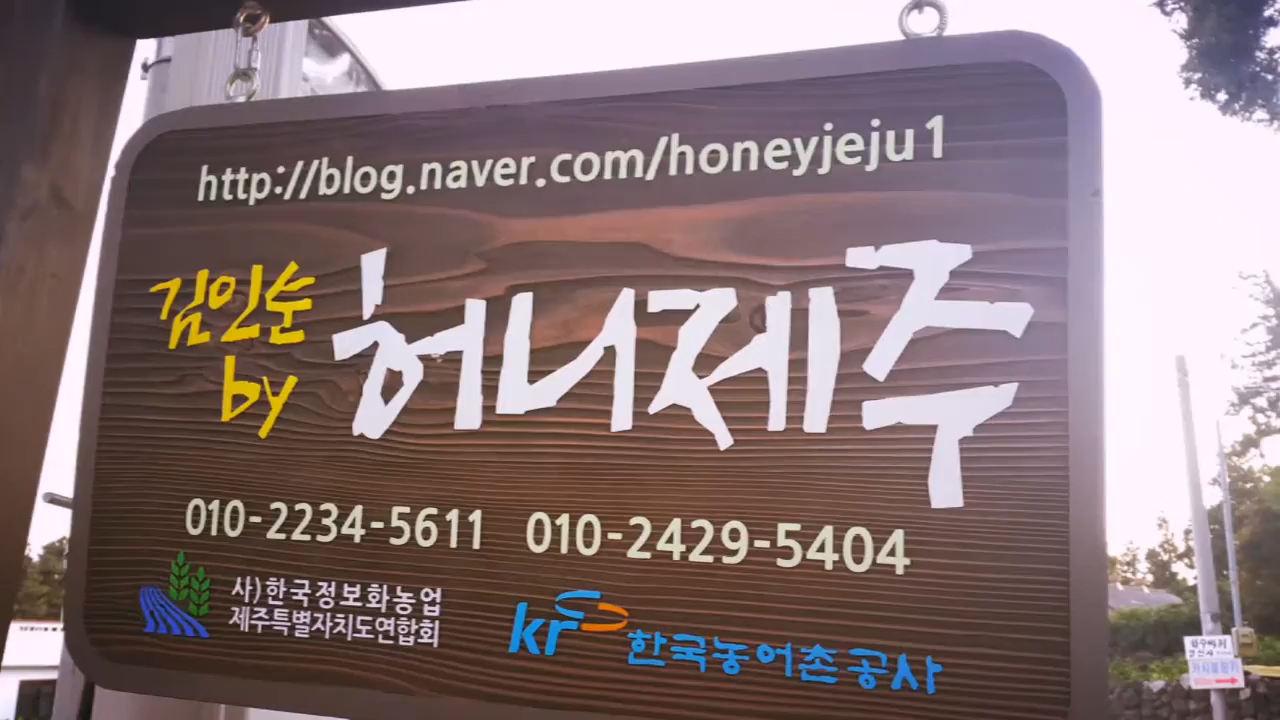 http://blog.naver.com/honeyjeju1
김인순
by
허니제주
010-2234-5611 010-2429-5404
사)한국정보화농업
제주특별자치도연합회
kr
한국농어촌공사